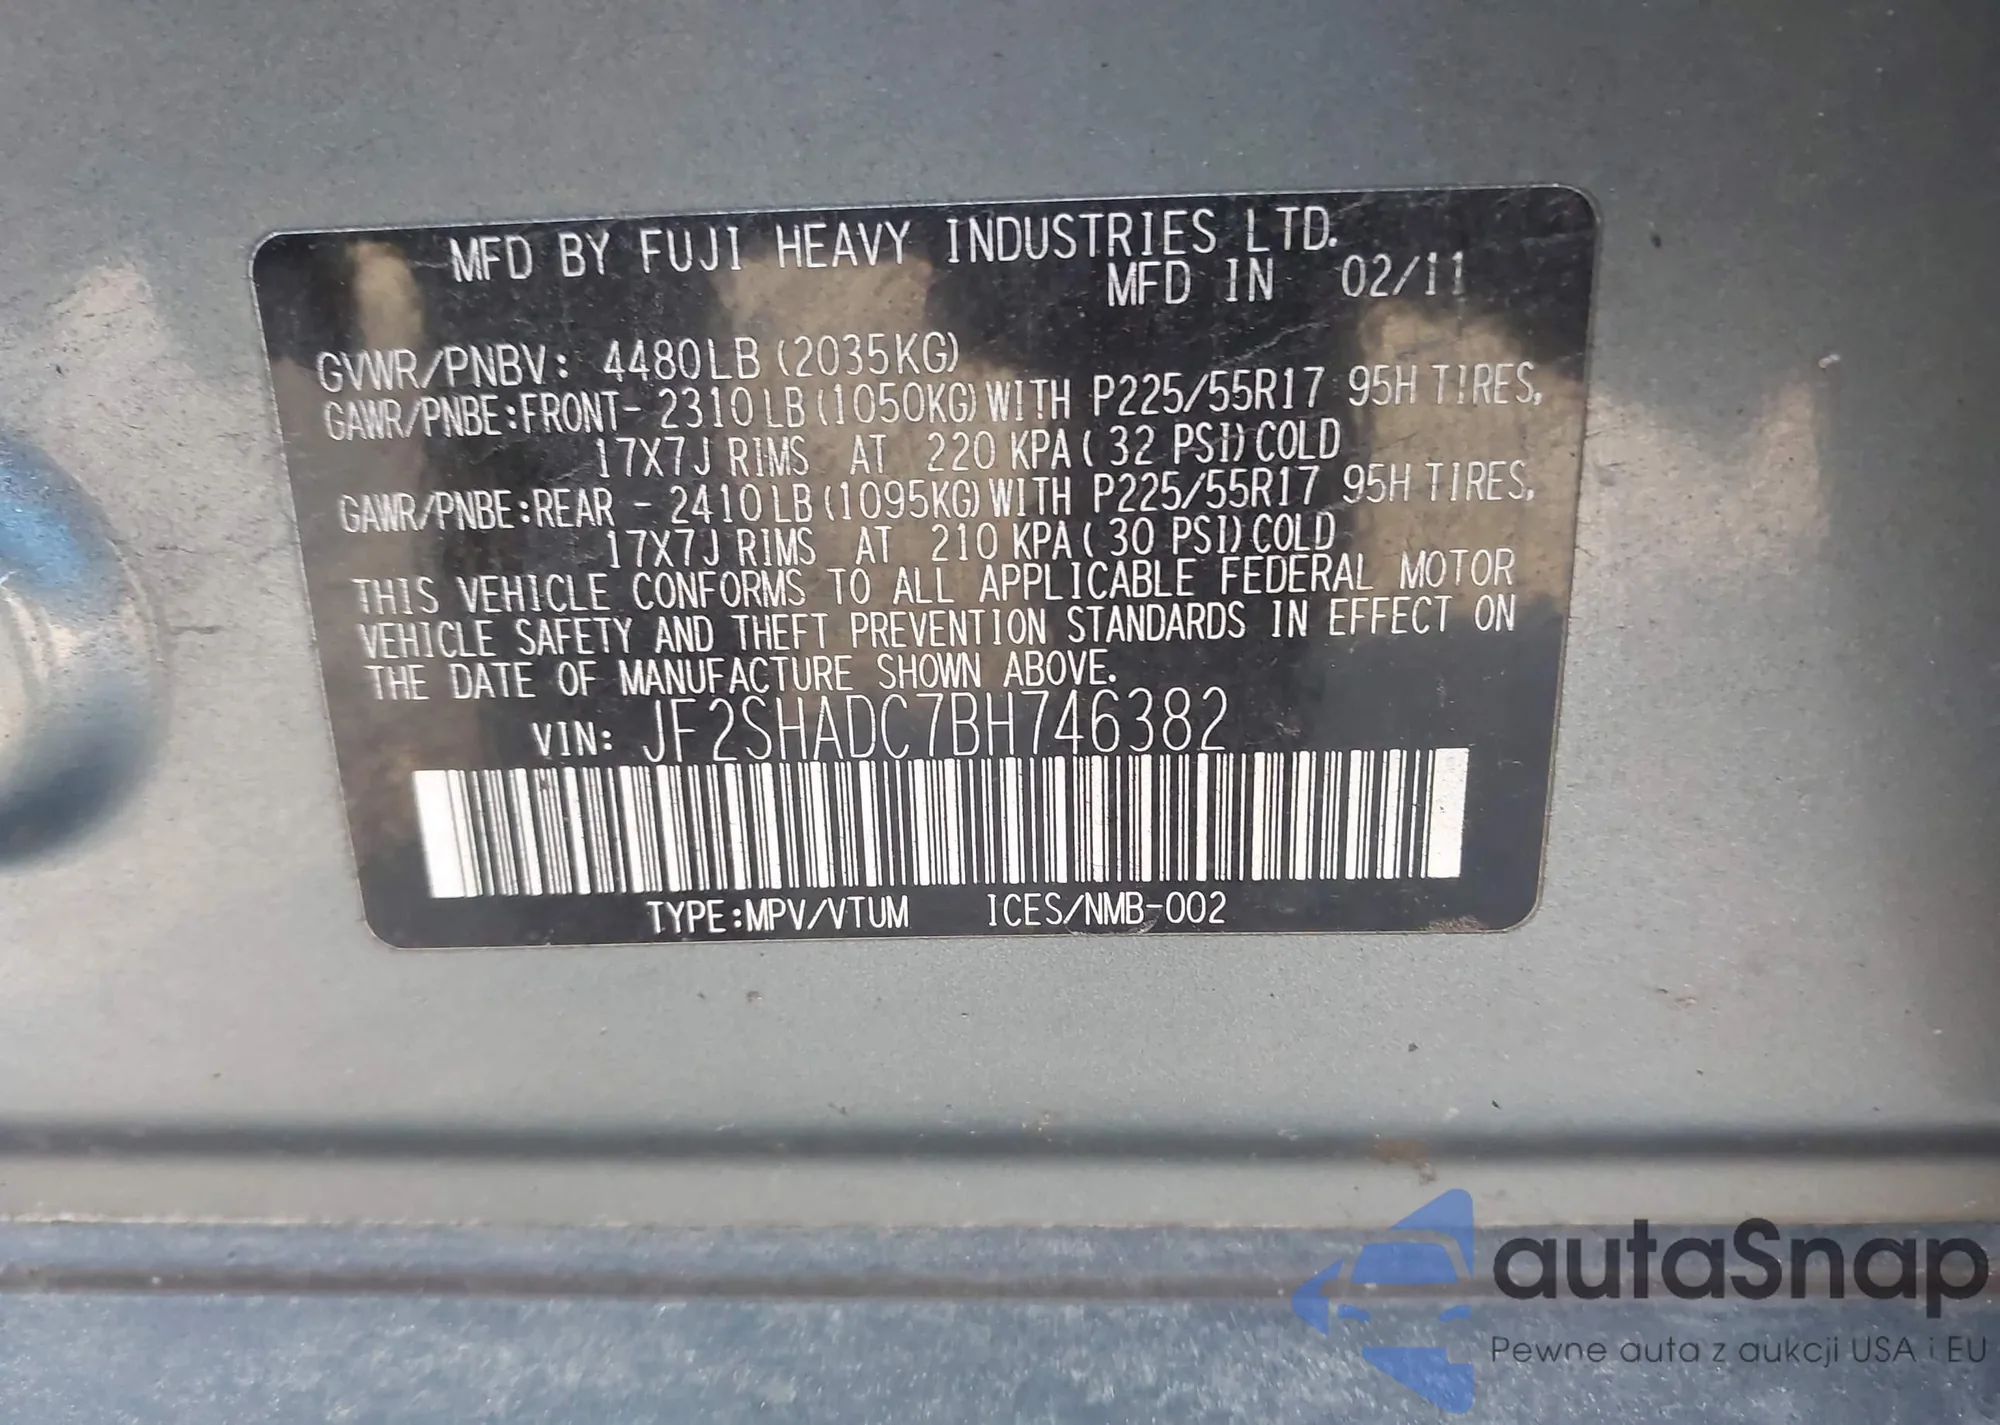 MFD BY FUJI HEAVY INDUSTRIES LTD.
MFD IN 02/11
GVWR/PNBV: 4480LB (2035KG)
GAWR/PNBE:FRONT- 2310LB(1050KG)WITH P225/55R17 95H TIRES,
17X7J RIMS AT 220 KPA( 32 PSI)COLD
GAWR/PNBE:REAR - 2410LB(1095KG)WITH P225/55R17 95H TIRES,
17X7J RIMS AT 210 KPA( 30 PSI)COLD
THIS VEHICLE CONFORMS TO ALL APPLICABLE FEDERAL MOTOR
VEHICLE SAFETY AND THEFT PREVENTION STANDARDS IN EFFECT ON
THE DATE OF MANUFACTURE SHOWN ABOVE.
VIN: JF2SHADC7BH746382
TYPE:MPV/VTUM ICES/NMB-002
autaSnap
Pewne auta z aukcji USA i EU